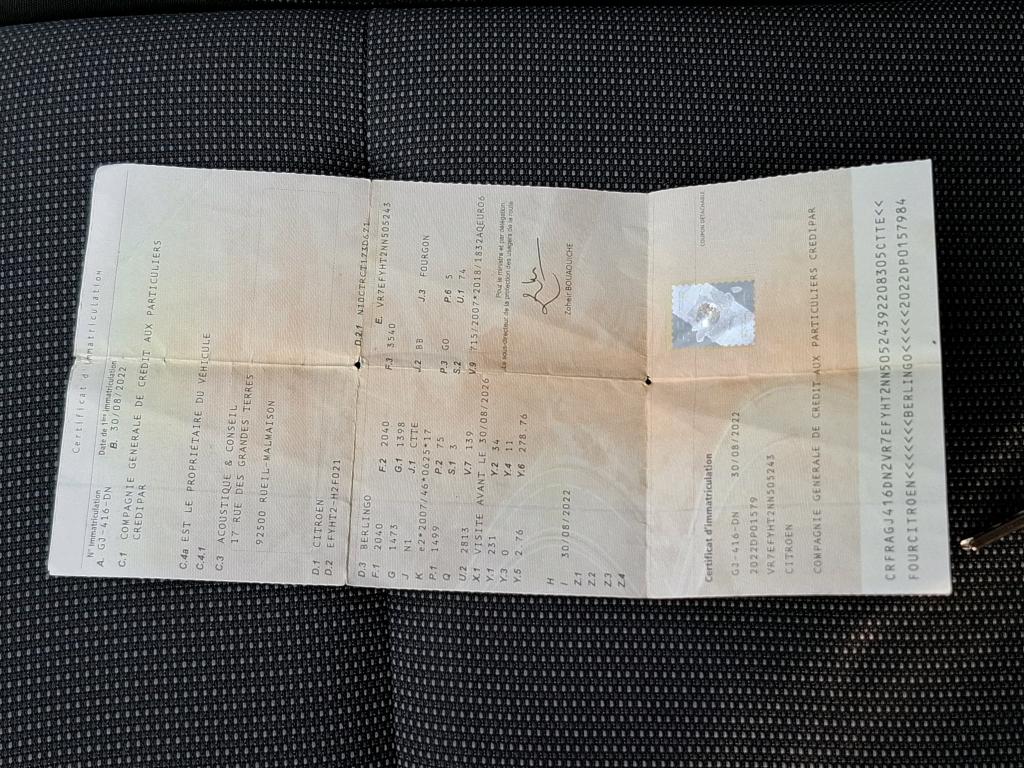 Certificat d'immatriculation
N° Immatriculation Date de 1ère immatriculation
A. GJ-416-DN B. 30/08/2022
C.1 COMPAGNIE GENERALE DE CREDIT AUX PARTICULIERS
CREDIPAR
C.4a EST LE PROPRIÉTAIRE DU VÉHICULE
C.4.1
C.3 ACOUSTIQUE & CONSEIL
17 RUE DES GRANDES TERRES
92500 RUEIL-MALMAISON
D.1 CITROEN
D.2 EFYHT2-H2F021 D.2.1 N10CTRCT173D621
D.3 BERLINGO E. VR7EFYHT2NN505243
F.1 2040 F.2 2040 F.3 3540
G 1473 G.1 1398
J N1 J.1 CTTE J.2 BB J.3 FOURGON
K e2*2007/46*0625*17
P.1 1499 P.2 75 P.3 GO P.6 5
Q S.1 3 S.2 U.1 74
U.2 2813 V.7 139 V.9 715/2007*2018/1832AQEURO6
X.1 VISITE AVANT LE 30/08/2026
Y.1 231 Y.2 34
Y.3 0 Y.4 11
Y.5 2.76 Y.6 278.76
Pour le ministre et par délégation,
Le sous-directeur de la protection des usagers de la route
Zoheir BOUAOUICHE
H
I 30/08/2022
Z.1
Z.2
Z.3
Z.4
COUPON DÉTACHABLE
Certificat d'immatriculation
GJ-416-DN 30/08/2022
2022DP01579
VR7EFYHT2NN505243
CITROEN
COMPAGNIE GENERALE DE CREDIT AUX PARTICULIERS CREDIPAR
CRFRAGJ416DN2VR7EFYHT2NN50524392208305CTTE<<
FOURCITROEN<<<<<<<BERLINGO<<<<<2022DP0157984